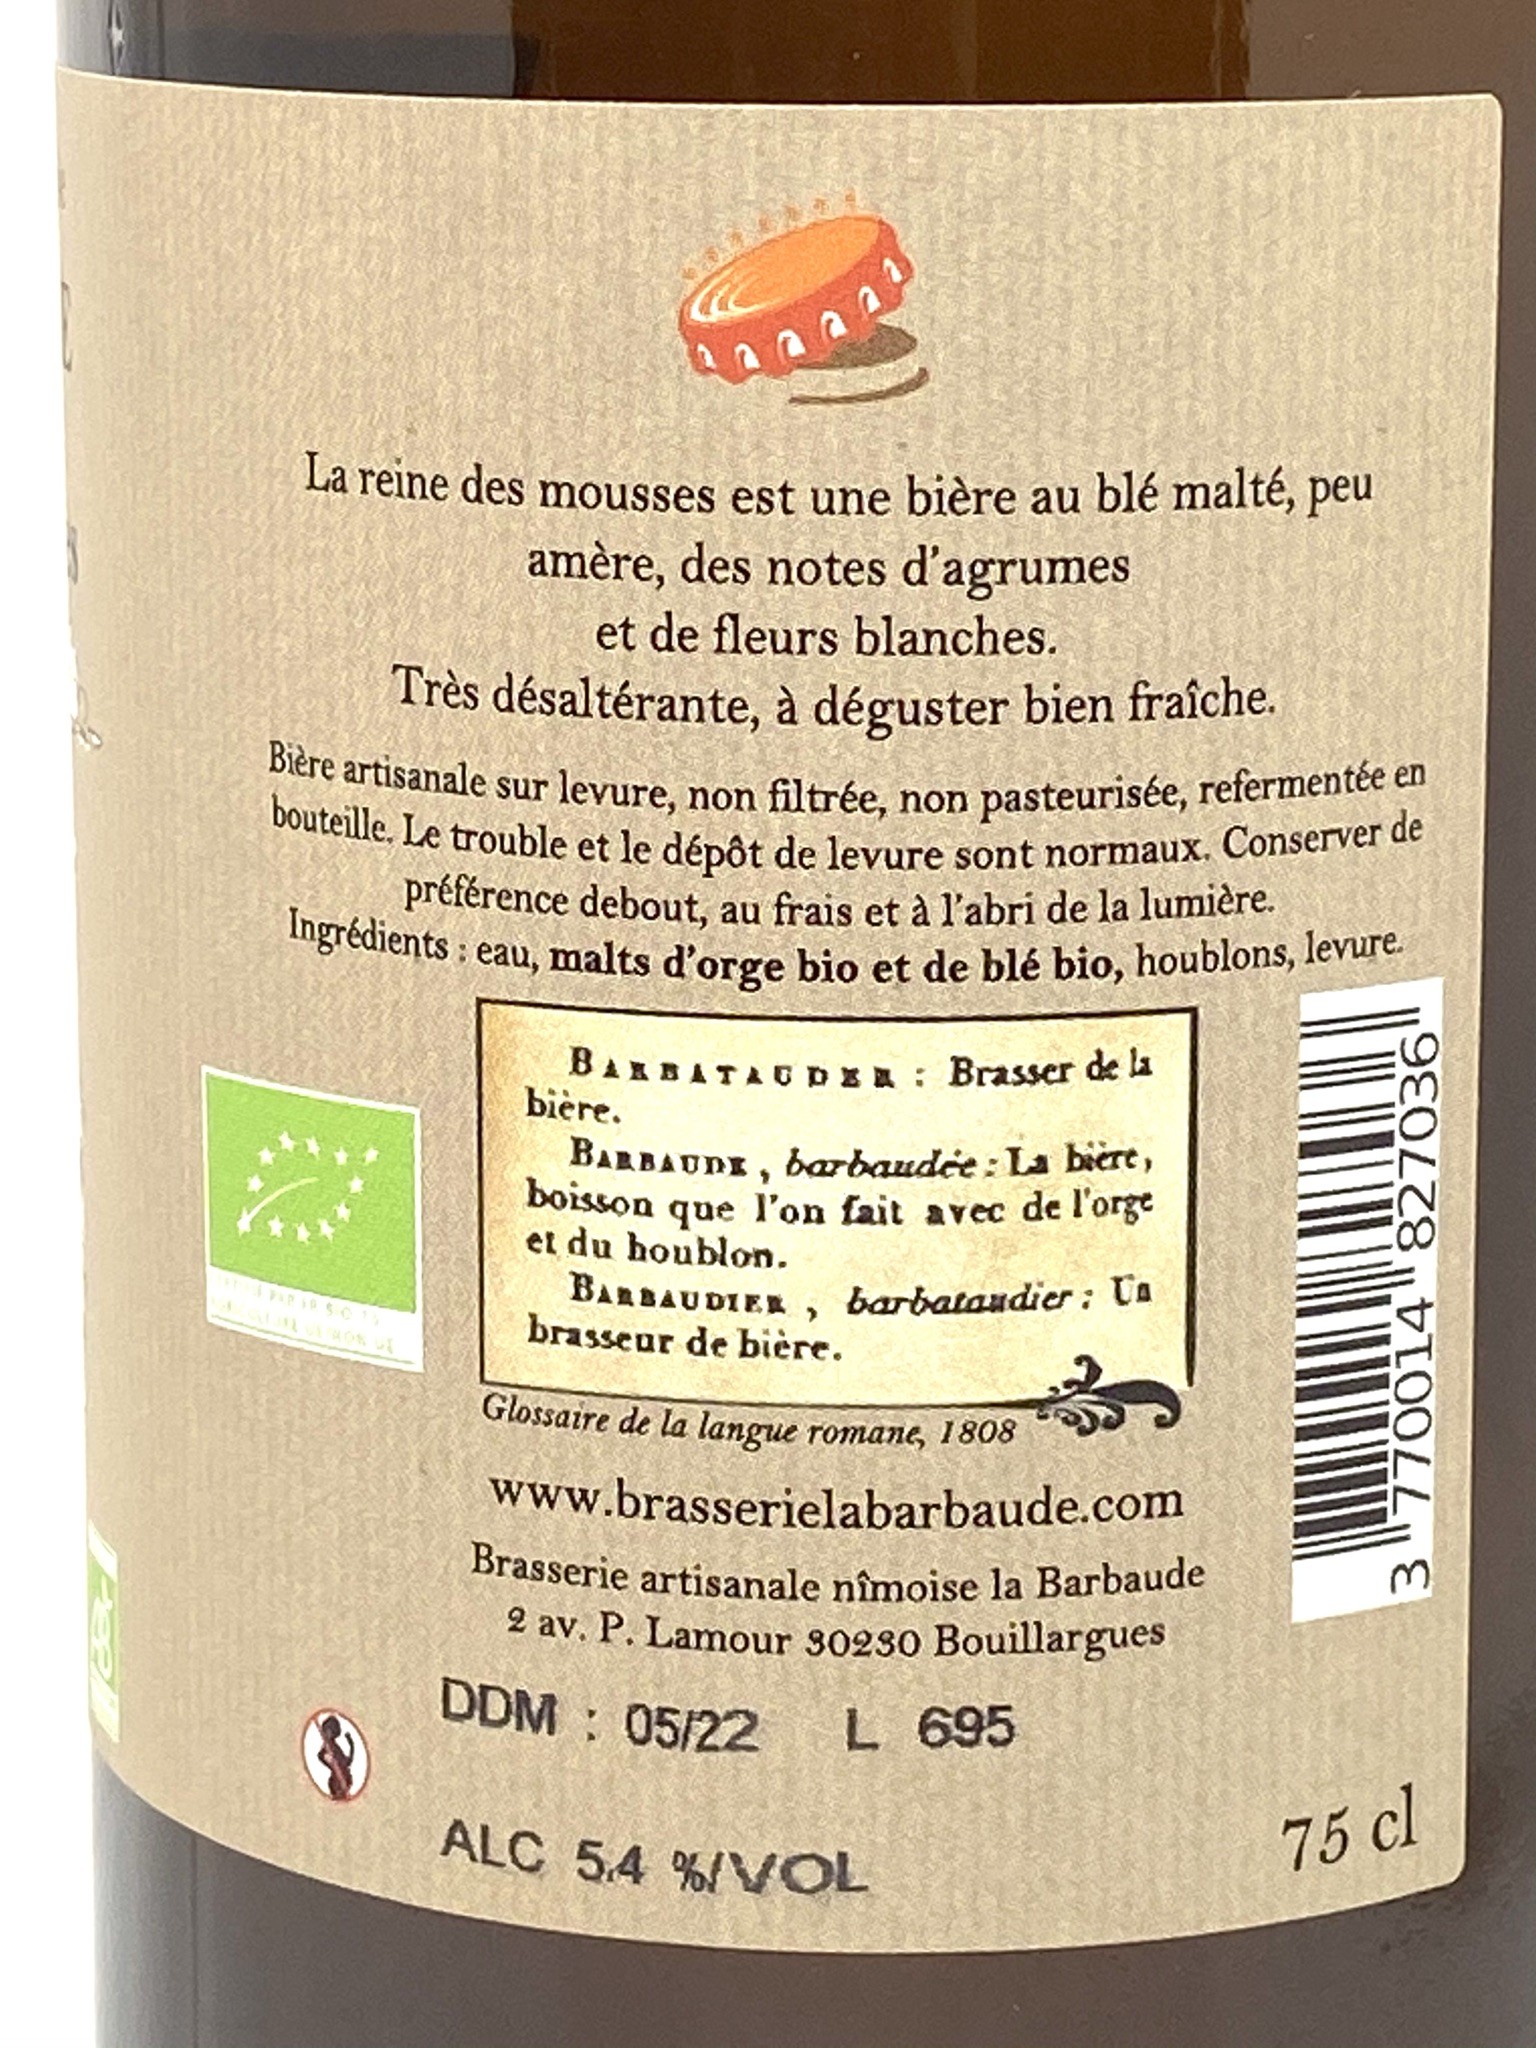 La reine des mousses est une bière au blé malté, peu
amère, des notes d'agrumes
et de fleurs blanches.
Très désaltérante, à déguster bien fraîche.
Bière artisanale sur levure, non filtrée, non pasteurisée, refermentée en
bouteille. Le trouble et le dépôt de levure sont normaux. Conserver de
préférence debout, au frais et à l'abri de la lumière.
Ingrédients : eau, malts d'orge bio et de blé bio, houblons, levure.
BARBATAUDER : Brasser de la
bière.
BARBAUDE, barbaudée : La bière,
boisson que l'on fait avec de l'orge
et du houblon.
BARBAUDIER, barbataudier : Un
brasseur de bière.
Glossaire de la langue romane, 1808
www.brasserielabarbaude.com
Brasserie artisanale nîmoise la Barbaude
2 av. P. Lamour 30230 Bouillargues
DDM : 05/22 L 695
ALC 5.4 %/VOL
75 cl
3 770014 827036